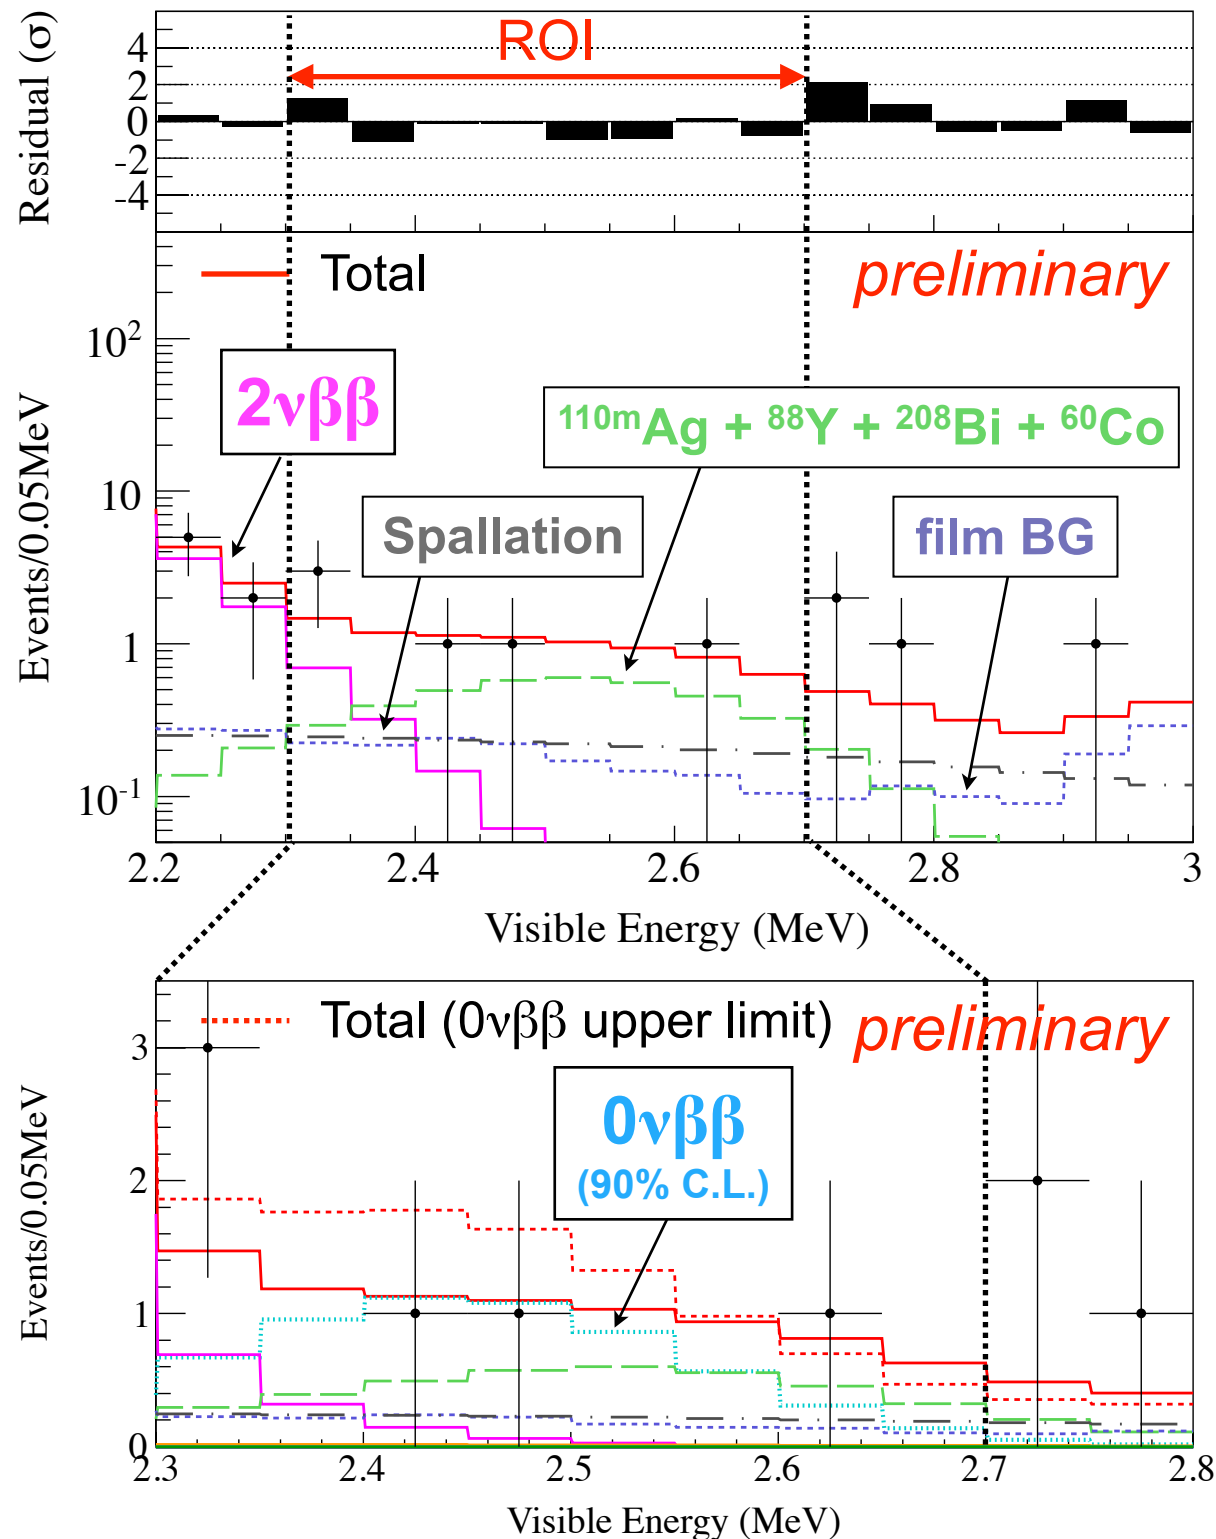 Residual (σ)
4
2
0
-2
-4
ROI
Total
preliminary
Events/0.05MeV
10²
10
1
10⁻¹
2νββ
¹¹⁰ᵐAg + ⁸⁸Y + ²⁰⁸Bi + ⁶⁰Co
Spallation
film BG
2.2
2.4
2.6
2.8
3
Visible Energy (MeV)
Total (0νββ upper limit)
preliminary
Events/0.05MeV
3
2
1
0
0νββ
(90% C.L.)
2.3
2.4
2.5
2.6
2.7
2.8
Visible Energy (MeV)